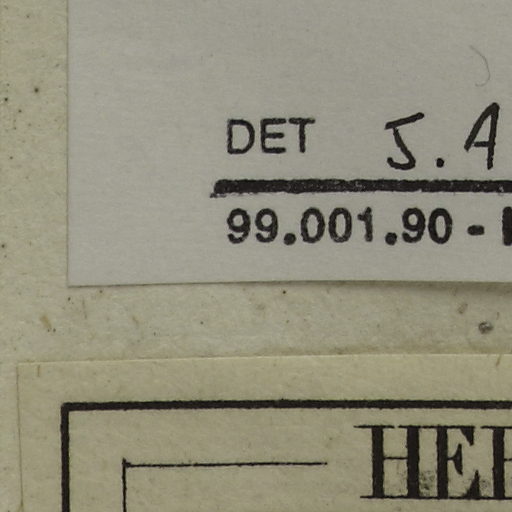 DET J. A
99.001.90 -
HE